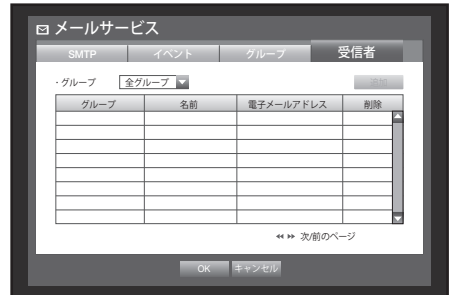 メールサービス
SMTP イベント グループ 受信者
・グループ 全グループ 追加
グループ 名前 電子メールアドレス 削除
次/前のページ
OK キャンセル